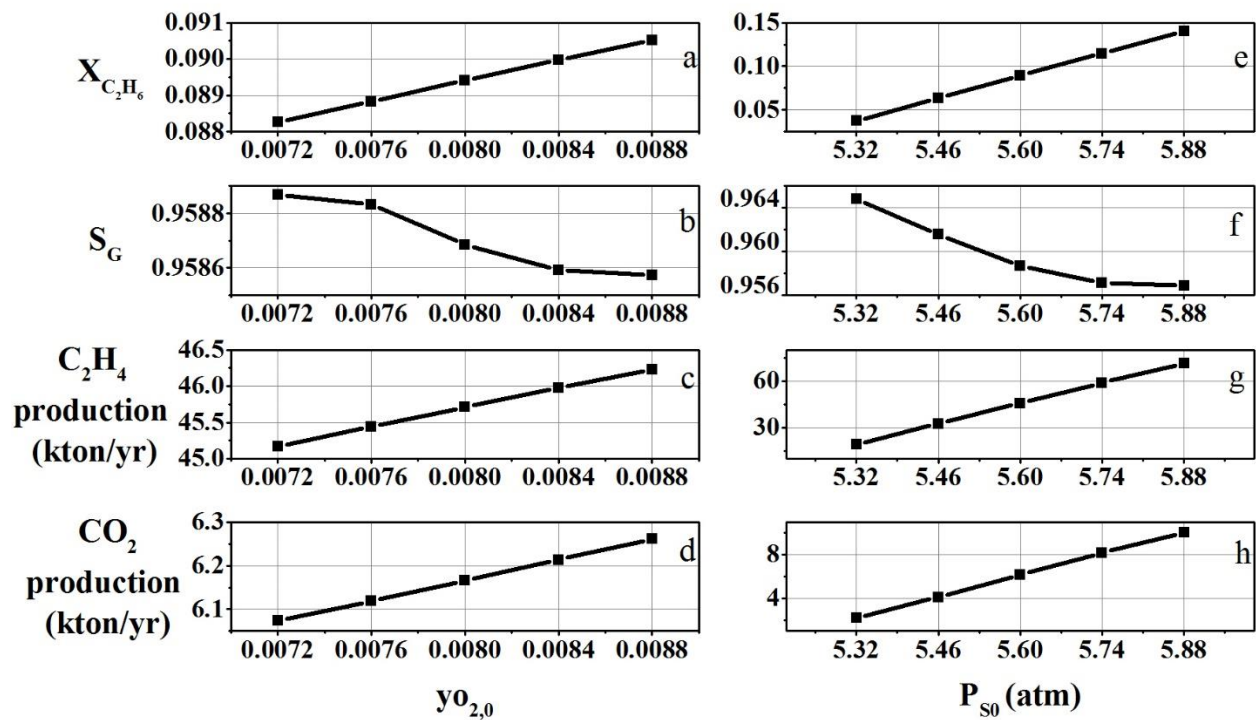 0.091
0.090
0.089
0.088
X_C₂H₆
a
0.0072 0.0076 0.0080 0.0084 0.0088
0.15
0.10
0.05
e
5.32 5.46 5.60 5.74 5.88
0.9588
0.9586
S_G
b
0.0072 0.0076 0.0080 0.0084 0.0088
0.964
0.960
0.956
f
5.32 5.46 5.60 5.74 5.88
C₂H₄
production
(kton/yr)
46.5
46.0
45.5
45.0
c
0.0072 0.0076 0.0080 0.0084 0.0088
60
30
g
5.32 5.46 5.60 5.74 5.88
CO₂
production
(kton/yr)
6.3
6.2
6.1
d
0.0072 0.0076 0.0080 0.0084 0.0088
8
4
h
5.32 5.46 5.60 5.74 5.88
yo₂,₀
P_S0 (atm)